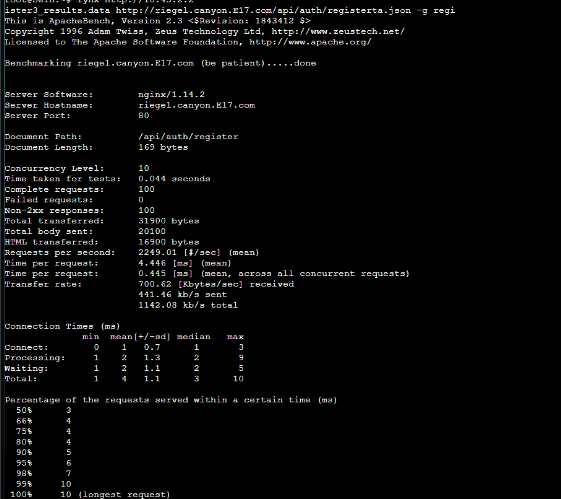 ister3_results.data http://riegel.canyon.E17.com/api/auth/registerta.json -g regi
This is ApacheBench, Version 2.3 <$Revision: 1843412 $>
Copyright 1996 Adam Twiss, Zeus Technology Ltd, http://www.zeustech.net/
Licensed to The Apache Software Foundation, http://www.apache.org/
Benchmarking riegel.canyon.E17.com (be patient).....done
Server Software: nginx/1.14.2
Server Hostname: riegel.canyon.E17.com
Server Port: 80
Document Path: /api/auth/register
Document Length: 169 bytes
Concurrency Level: 10
Time taken for tests: 0.044 seconds
Complete requests: 100
Failed requests: 0
Non-2xx responses: 100
Total transferred: 31900 bytes
Total body sent: 20100
HTML transferred: 16900 bytes
Requests per second: 2249.01 [#/sec] (mean)
Time per request: 4.446 [ms] (mean)
Time per request: 0.445 [ms] (mean, across all concurrent requests)
Transfer rate: 700.62 [Kbytes/sec] received
441.46 kb/s sent
1142.08 kb/s total
Connection Times (ms)
min mean[+/-sd] median max
Connect: 0 1 0.7 1 3
Processing: 1 2 1.3 2 9
Waiting: 1 2 1.1 2 5
Total: 1 4 1.1 3 10
Percentage of the requests served within a certain time (ms)
50% 3
66% 4
75% 4
80% 4
90% 5
95% 6
98% 7
99% 10
100% 10 (longest request)